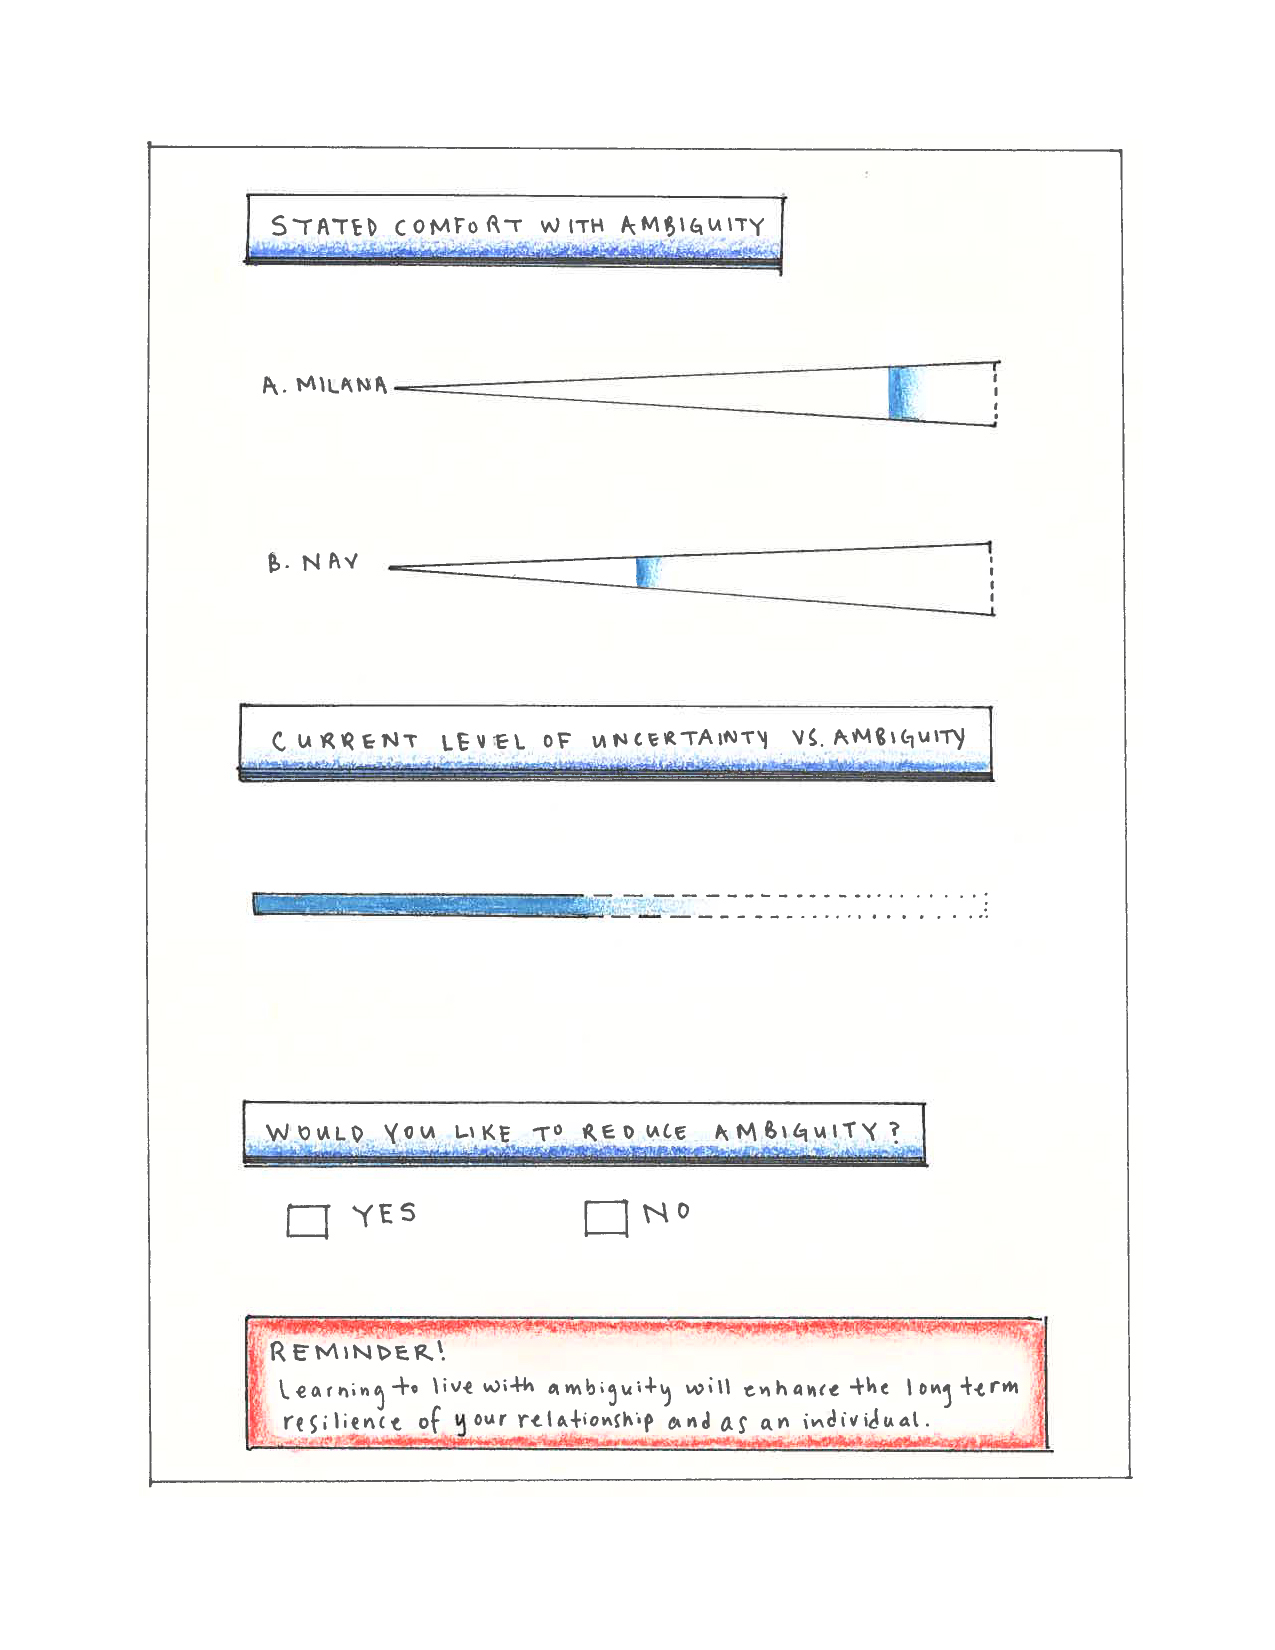 STATED COMFORT WITH AMBIGUITY
A. MILANA
B. NAV
CURRENT LEVEL OF UNCERTAINTY VS. AMBIGUITY
WOULD YOU LIKE TO REDUCE AMBIGUITY?
YES NO
REMINDER!
Learning to live with ambiguity will enhance the long term
resilience of your relationship and as an individual.